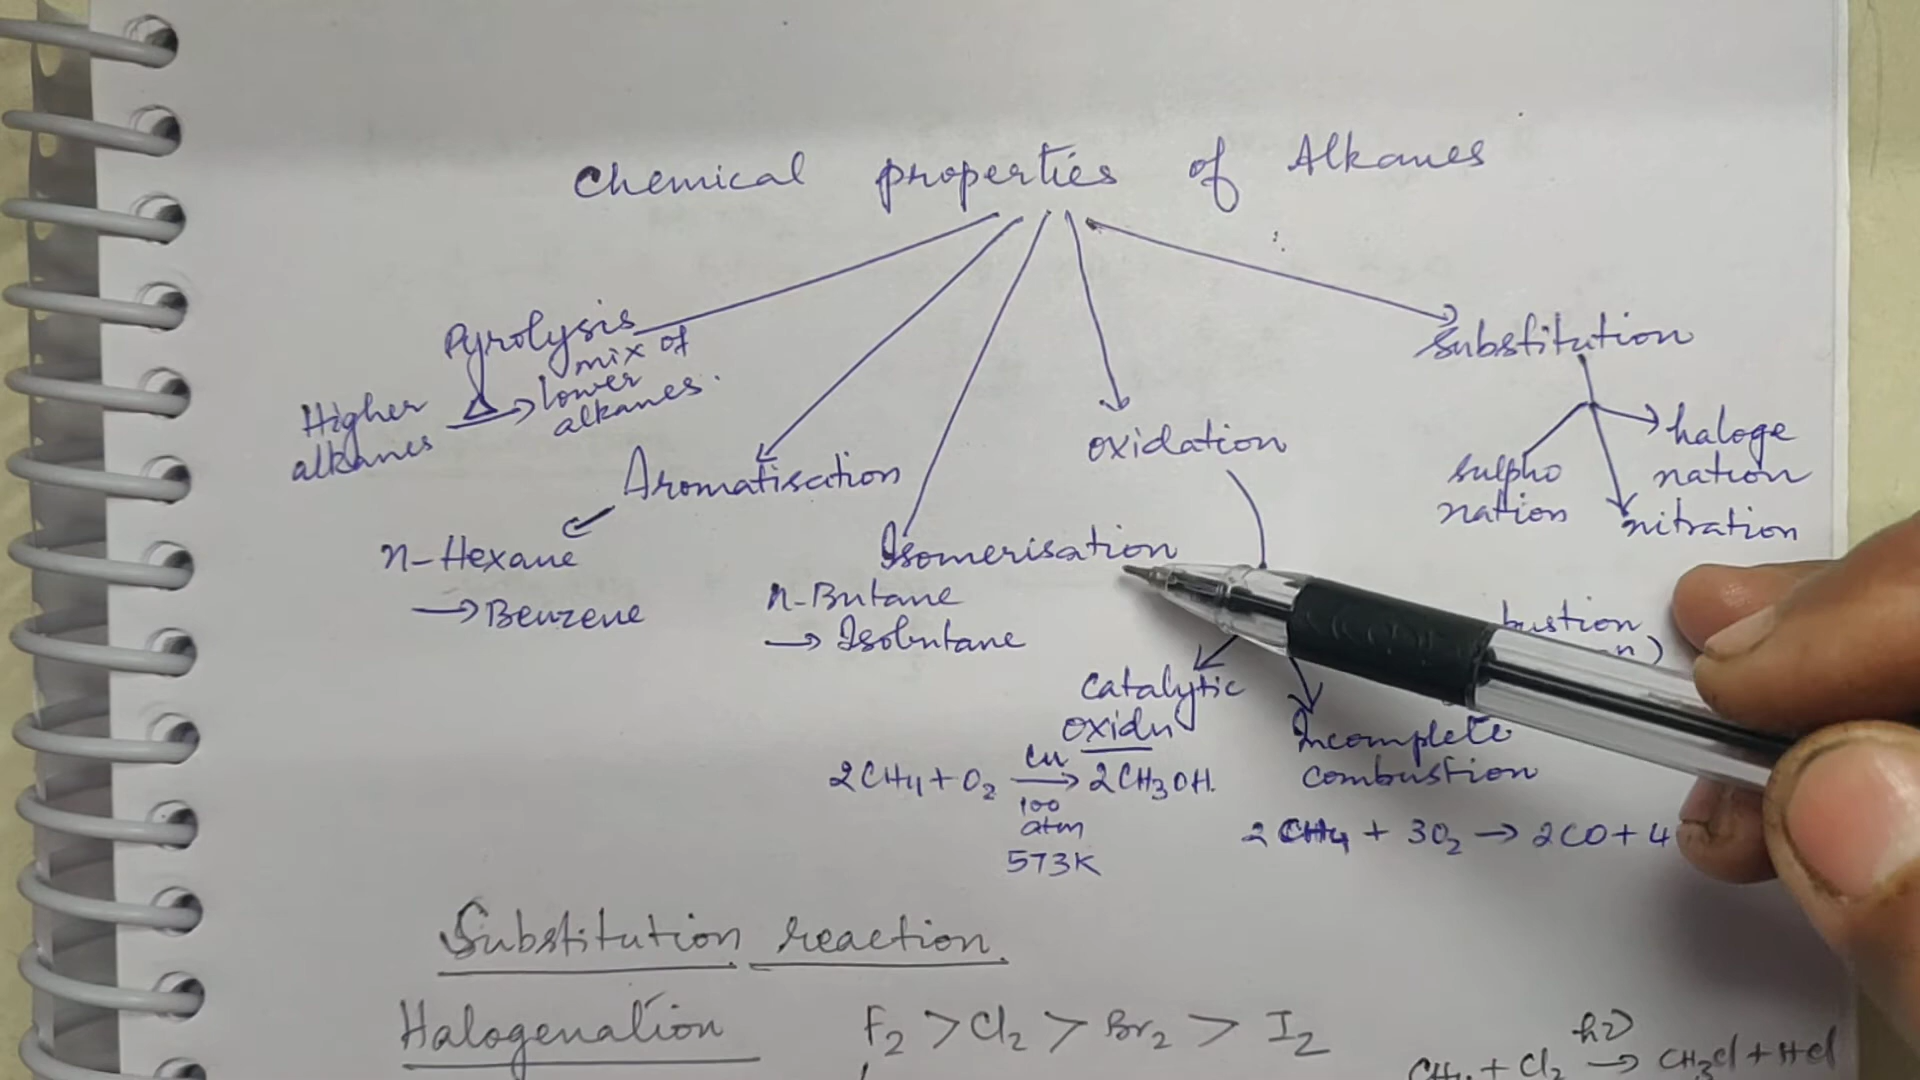 Chemical properties of Alkanes
Pyrolysis
Higher alkanes
Δ
mix of
lower
alkanes.
Aromatisation
n-Hexane
→ Benzene
Isomerisation
n-Butane
→ Isobutane
oxidation
Substitution
sulpho
nation
haloge
nation
nitration
bustion
n)
Catalytic
oxidn
2CH4 + O2 → 2CH3OH.
Cu
100
atm
573K
Incomplete
combustion
2CH4 + 3O2 → 2CO + 4
Substitution reaction
Halogenation F2 > Cl2 > Br2 > I2
hν
+ Cl2 → CH3Cl + HCl